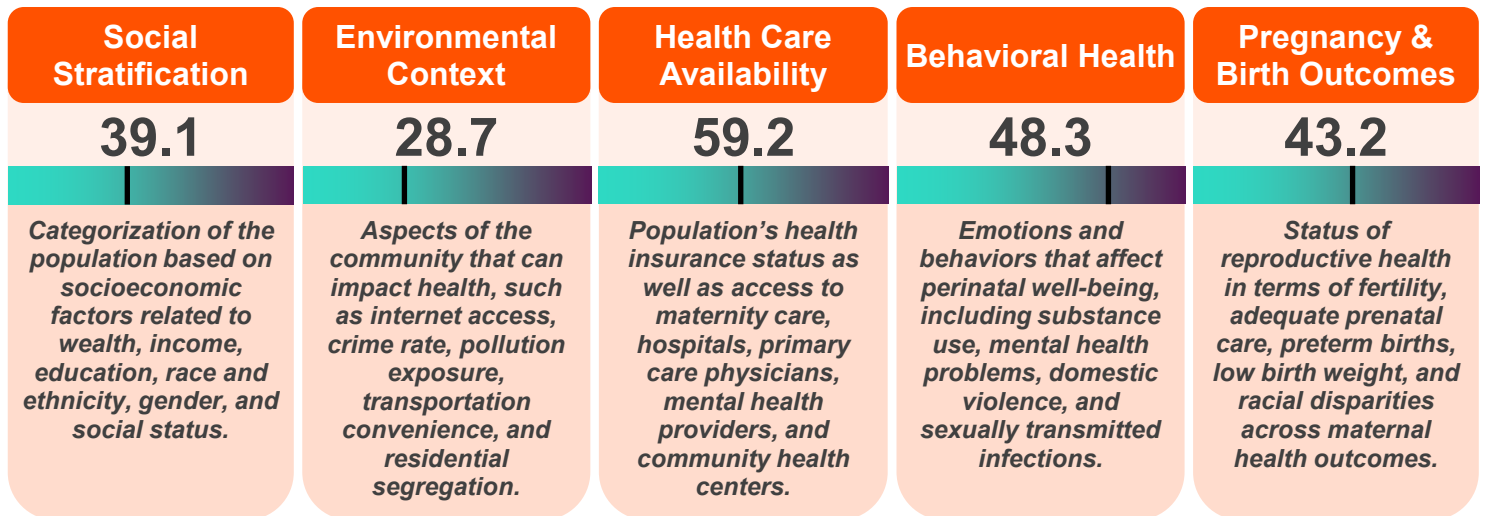 Social
Stratification
39.1
Categorization of the
population based on
socioeconomic
factors related to
wealth, income,
education, race and
ethnicity, gender, and
social status.
Environmental
Context
28.7
Aspects of the
community that can
impact health, such
as internet access,
crime rate, pollution
exposure,
transportation
convenience, and
residential
segregation.
Health Care
Availability
59.2
Population’s health
insurance status as
well as access to
maternity care,
hospitals, primary
care physicians,
mental health
providers, and
community health
centers.
Behavioral Health
48.3
Emotions and
behaviors that affect
perinatal well-being,
including substance
use, mental health
problems, domestic
violence, and
sexually transmitted
infections.
Pregnancy &
Birth Outcomes
43.2
Status of
reproductive health
in terms of fertility,
adequate prenatal
care, preterm births,
low birth weight, and
racial disparities
across maternal
health outcomes.